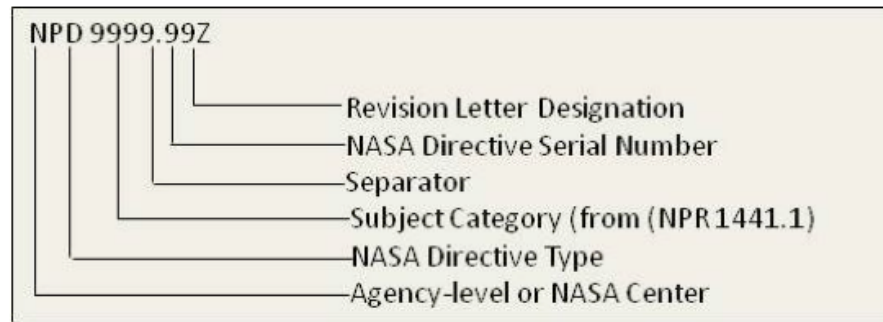 NPD 9999.99Z
Revision Letter Designation
NASA Directive Serial Number
Separator
Subject Category (from (NPR 1441.1)
NASA Directive Type
Agency-level or NASA Center